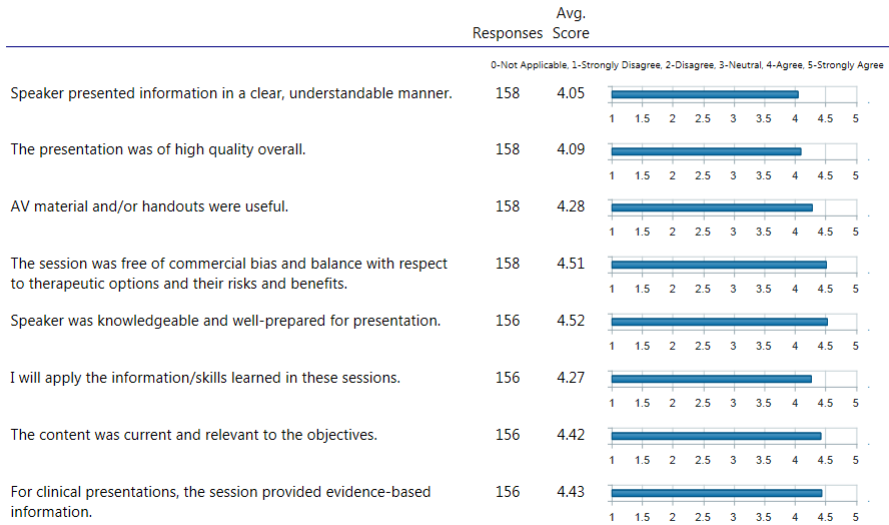 Avg.
Responses Score
0-Not Applicable, 1-Strongly Disagree, 2-Disagree, 3-Neutral, 4-Agree, 5-Strongly Agree
Speaker presented information in a clear, understandable manner. 158 4.05
1 1.5 2 2.5 3 3.5 4 4.5 5
The presentation was of high quality overall. 158 4.09
1 1.5 2 2.5 3 3.5 4 4.5 5
AV material and/or handouts were useful. 158 4.28
1 1.5 2 2.5 3 3.5 4 4.5 5
The session was free of commercial bias and balance with respect 158 4.51
to therapeutic options and their risks and benefits.
1 1.5 2 2.5 3 3.5 4 4.5 5
Speaker was knowledgeable and well-prepared for presentation. 156 4.52
1 1.5 2 2.5 3 3.5 4 4.5 5
I will apply the information/skills learned in these sessions. 156 4.27
1 1.5 2 2.5 3 3.5 4 4.5 5
The content was current and relevant to the objectives. 156 4.42
1 1.5 2 2.5 3 3.5 4 4.5 5
For clinical presentations, the session provided evidence-based 156 4.43
information.
1 1.5 2 2.5 3 3.5 4 4.5 5